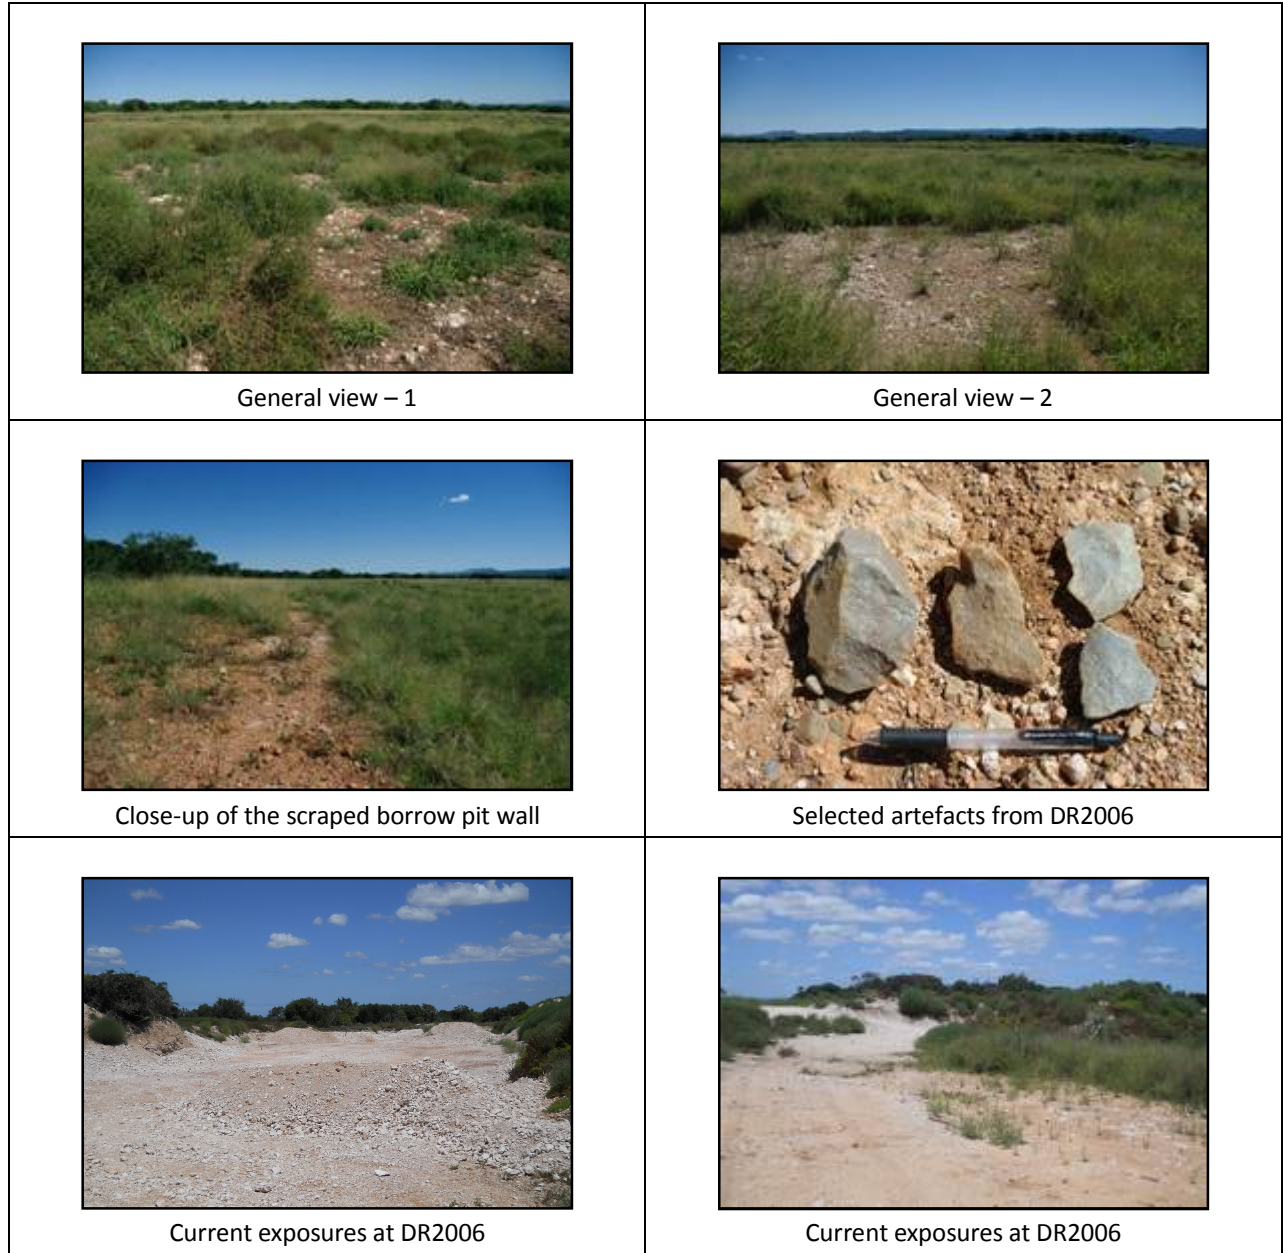 General view – 1
General view – 2
Close-up of the scraped borrow pit wall
Selected artefacts from DR2006
Current exposures at DR2006
Current exposures at DR2006